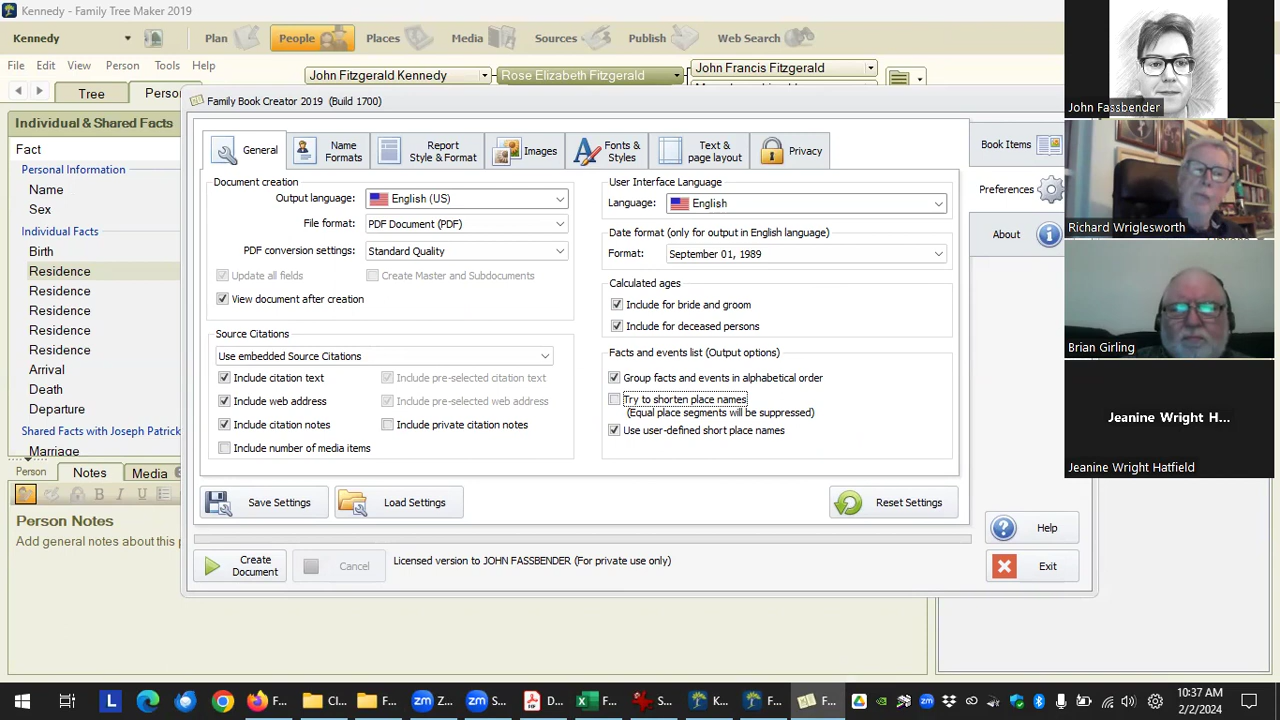 Kennedy - Family Tree Maker 2019
Kennedy
Plan
People
Places
Media
Sources
Publish
Web Search
File Edit View Person Tools Help
John Fitzgerald Kennedy
Rose Elizabeth Fitzgerald
John Francis Fitzgerald
Tree
Individual & Shared Facts
Fact
Personal Information
Name
Sex
Individual Facts
Birth
Residence
Residence
Residence
Residence
Residence
Arrival
Death
Departure
Shared Facts with Joseph Patrick
Marriage
Person
Notes
Media
B I U
Person Notes
Add general notes about this p
Family Book Creator 2019 (Build 1700)
General
Name Formats
Report Style & Format
Images
Fonts & Styles
Text & page layout
Privacy
Book Items
Preferences
About
Document creation
Output language:
English (US)
File format:
PDF Document (PDF)
PDF conversion settings:
Standard Quality
Update all fields
Create Master and Subdocuments
View document after creation
Source Citations
Use embedded Source Citations
Include citation text
Include pre-selected citation text
Include web address
Include pre-selected web address
Include citation notes
Include private citation notes
Include number of media items
User Interface Language
Language:
English
Date format (only for output in English language)
Format:
September 01, 1989
Calculated ages
Include for bride and groom
Include for deceased persons
Facts and events list (Output options)
Group facts and events in alphabetical order
Try to shorten place names
(Equal place segments will be suppressed)
Use user-defined short place names
Save Settings
Load Settings
Reset Settings
Create Document
Cancel
Licensed version to JOHN FASSBENDER (For private use only)
Help
Exit
John Fassbender
Richard Wriglesworth
Brian Girling
Jeanine Wright H...
Jeanine Wright Hatfield
L
F...
Cl...
F...
zm
Z...
zm
S...
D...
F...
S...
K...
F...
F...
10:37 AM
2/2/2024